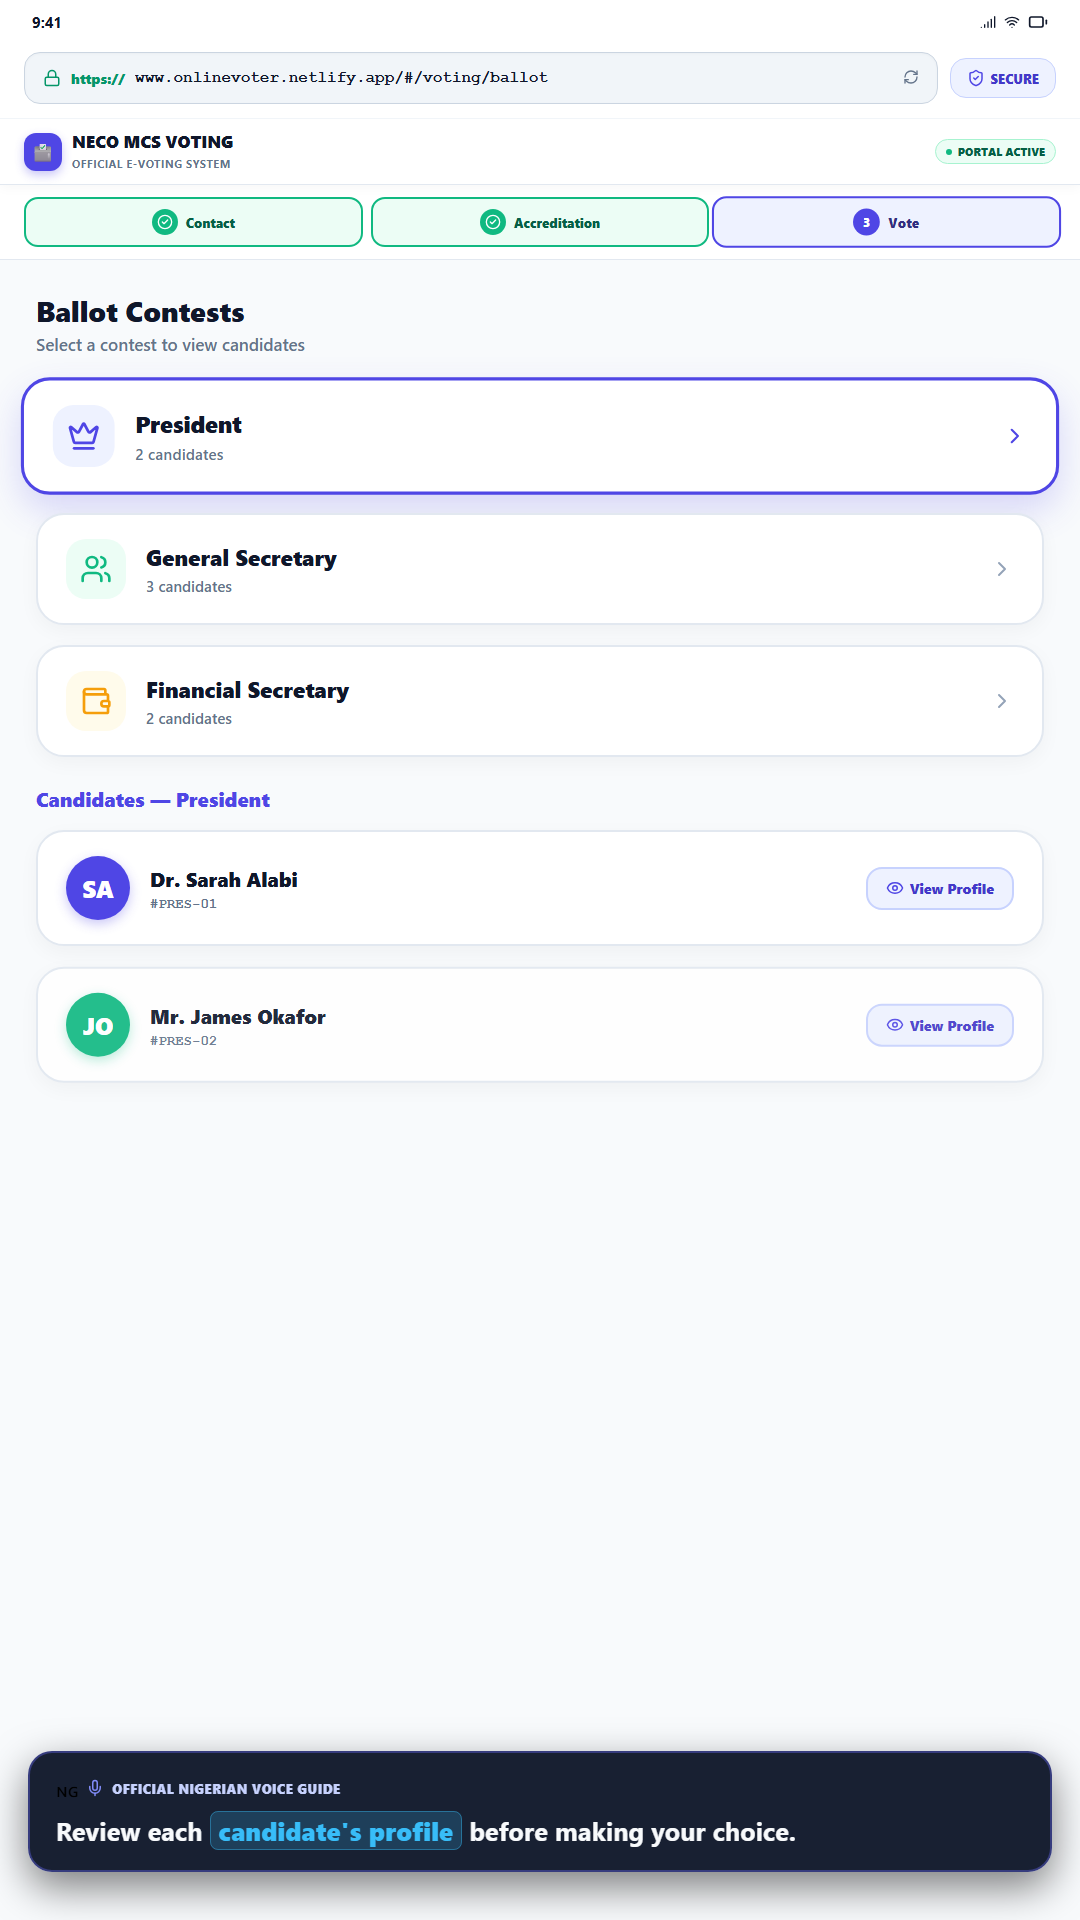 9:41
https:// www.onlinevoter.netlify.app/#/voting/ballot
SECURE
NECO MCS VOTING
OFFICIAL E-VOTING SYSTEM
PORTAL ACTIVE
Contact
Accreditation
3 Vote
Ballot Contests
Select a contest to view candidates
President
2 candidates
General Secretary
3 candidates
Financial Secretary
2 candidates
Candidates — President
SA
Dr. Sarah Alabi
#PRES-01
View Profile
JO
Mr. James Okafor
#PRES-02
View Profile
NG OFFICIAL NIGERIAN VOICE GUIDE
Review each candidate's profile before making your choice.